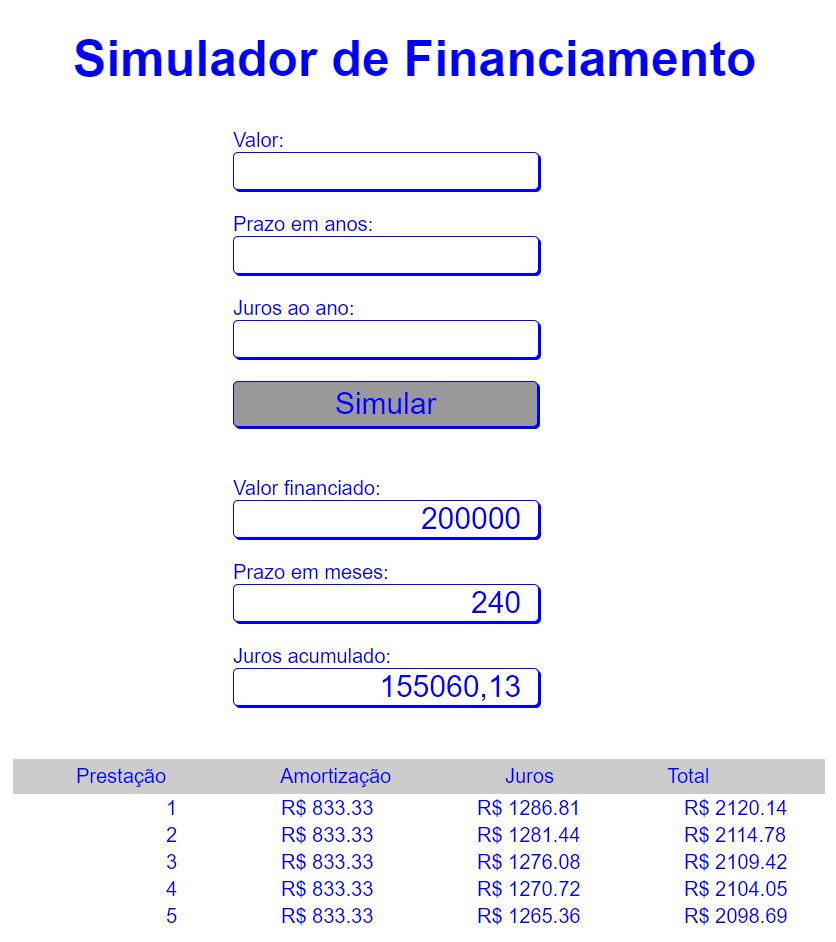 Simulador de Financiamento
Valor:
Prazo em anos:
Juros ao ano:
Simular
Valor financiado:
200000
Prazo em meses:
240
Juros acumulado:
155060,13
Prestação Amortização Juros Total
1 R$ 833.33 R$ 1286.81 R$ 2120.14
2 R$ 833.33 R$ 1281.44 R$ 2114.78
3 R$ 833.33 R$ 1276.08 R$ 2109.42
4 R$ 833.33 R$ 1270.72 R$ 2104.05
5 R$ 833.33 R$ 1265.36 R$ 2098.69